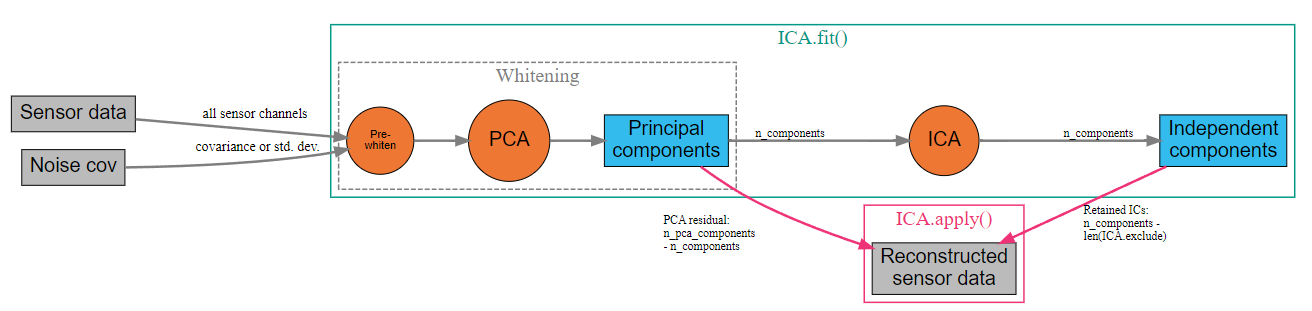 ICA.fit()
Whitening
Sensor data
all sensor channels
Noise cov
covariance or std. dev.
Pre-
whiten
PCA
Principal
components
n_components
ICA
n_components
Independent
components
PCA residual:
n_pca_components
- n_components
ICA.apply()
Reconstructed
sensor data
Retained ICs:
n_components -
len(ICA.exclude)